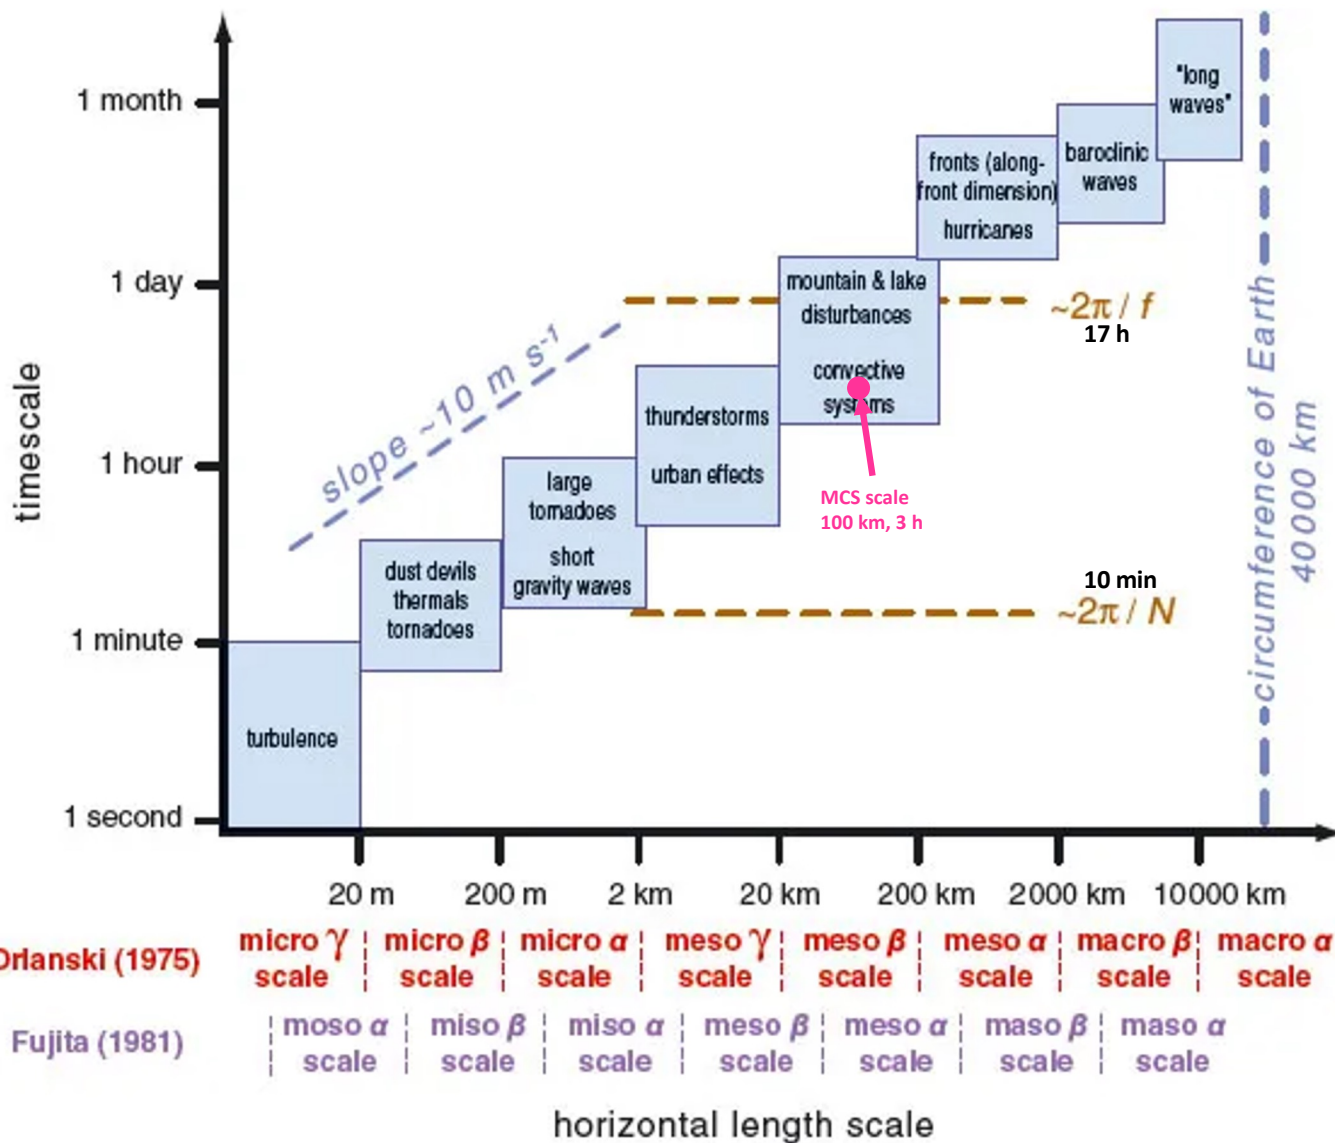 1 month
1 day
1 hour
1 minute
1 second
timescale
slope ~10 m s-1
turbulence
dust devils
thermals
tornadoes
large
tornadoes
short
gravity waves
thunderstorms
urban effects
mountain & lake
disturbances
convective
systems
fronts (along-
front dimension)
hurricanes
baroclinic
waves
"long
waves"
~2π / f
17 h
MCS scale
100 km, 3 h
10 min
~2π / N
circumference of Earth
40000 km
20 m 200 m 2 km 20 km 200 km 2000 km 10000 km
Orlanski (1975)
micro γ scale
micro β scale
micro α scale
meso γ scale
meso β scale
meso α scale
macro β scale
macro α scale
Fujita (1981)
moso α scale
miso β scale
miso α scale
meso β scale
meso α scale
maso β scale
maso α scale
horizontal length scale